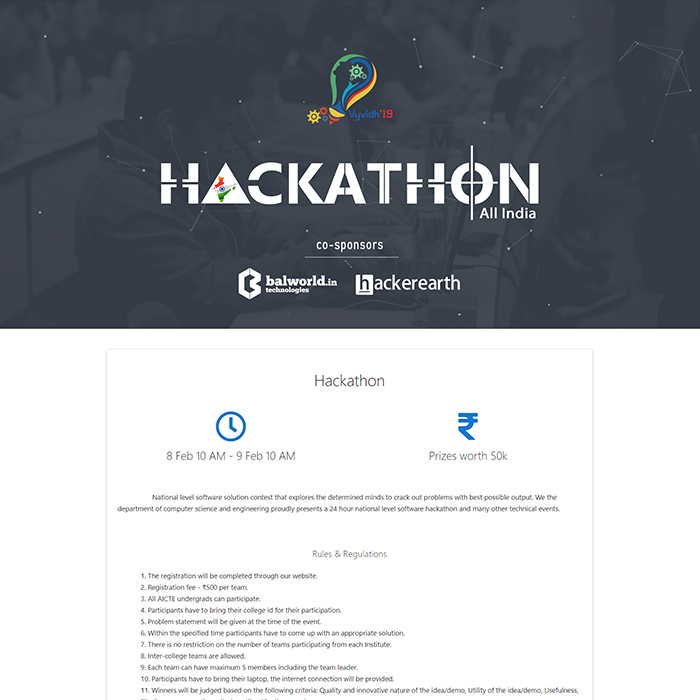 Vyvidh'19
HACKATHON
All India
co-sponsors
balworld.in
technologies
hackerearth
Hackathon
8 Feb 10 AM - 9 Feb 10 AM
Prizes worth 50k
National level software solution contest that explores the determined minds to crack out problems with best possible output. We the
department of computer science and engineering proudly presents a 24 hour national level software hackathon and many other technical events.
Rules & Regulations
1. The registration will be completed through our website.
2. Registration fee - ₹500 per team.
3. All AICTE undergrads can participate.
4. Participants have to bring their college id for their participation.
5. Problem statement will be given at the time of the event.
6. Within the specified time participants have to come up with an appropriate solution.
7. There is no restriction on the number of teams participating from each Institute.
8. Inter-college teams are allowed.
9. Each team can have maximum 5 members including the team leader.
10. Participants have to bring their laptop, the internet connection will be provided.
11. Winners will be judged based on the following criteria: Quality and innovative nature of the idea/demo, Utility of the idea/demo, Usefulness,